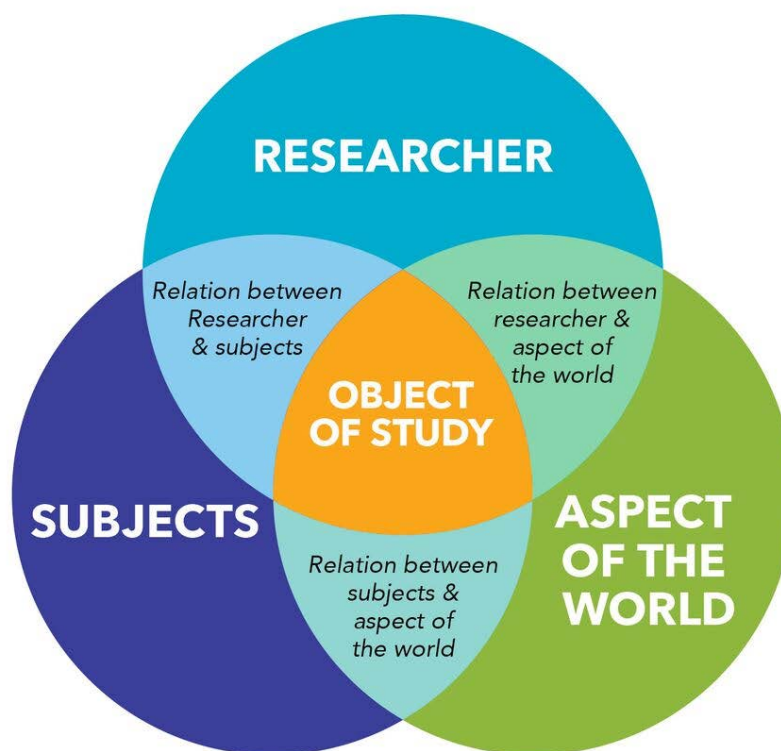 RESEARCHER
Relation between
Researcher
& subjects
Relation between
researcher &
aspect of
the world
OBJECT
OF STUDY
SUBJECTS
ASPECT
OF THE
WORLD
Relation between
subjects &
aspect of
the world